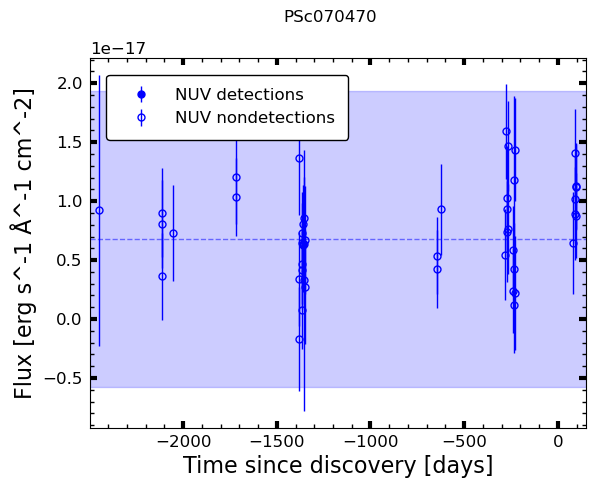 PSc070470
1e−17
NUV detections
NUV nondetections
2.0
1.5
1.0
0.5
0.0
−0.5
Flux [erg s^-1 Å^-1 cm^-2]
−2000 −1500 −1000 −500 0
Time since discovery [days]